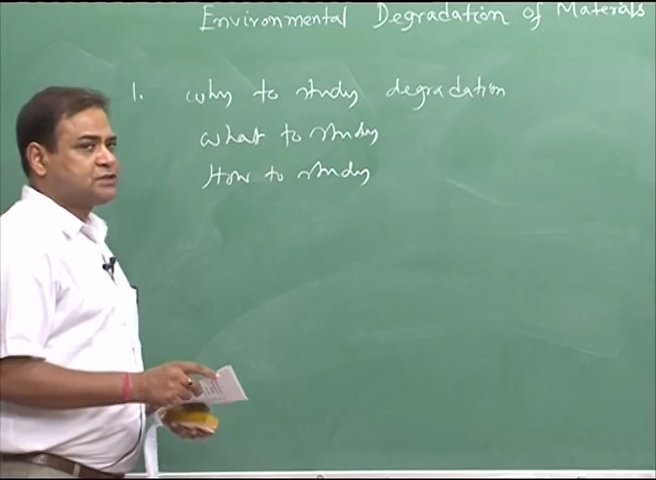 Environmental Degradation of Materials
1. why to study degradation
what to study
How to study